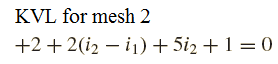 KVL for mesh 2
+2 + 2(i₂ − i₁) + 5i₂ + 1 = 0